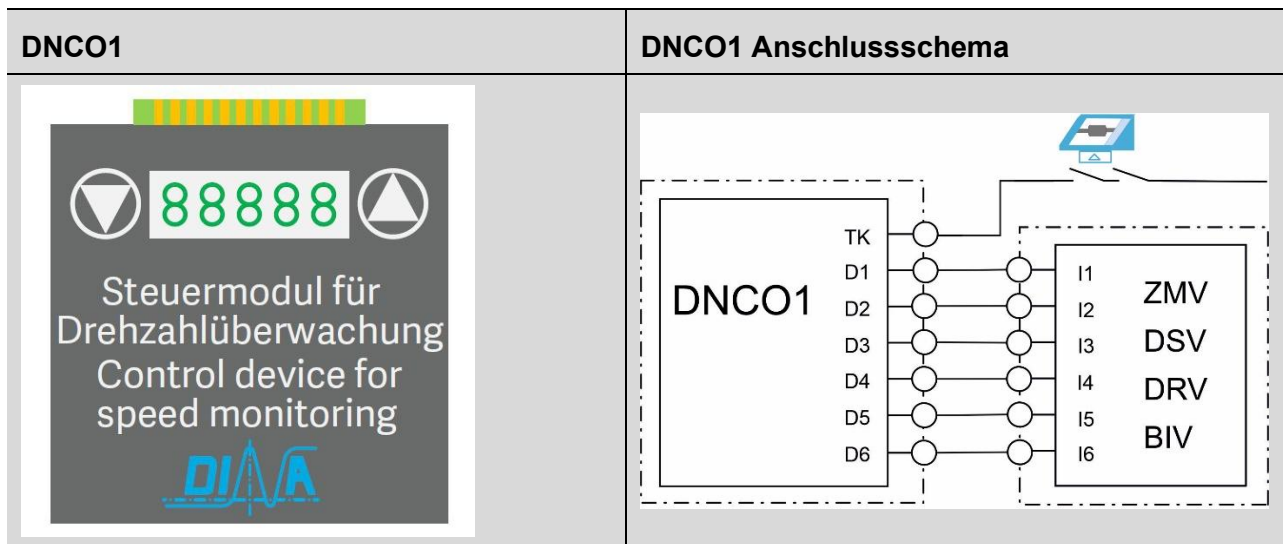 DNCO1
DNCO1 Anschlussschema
88888
Steuermodul für
Drehzahlüberwachung
Control device for
speed monitoring
DINA
DNCO1
TK
D1
D2
D3
D4
D5
D6
I1
I2
I3
I4
I5
I6
ZMV
DSV
DRV
BIV